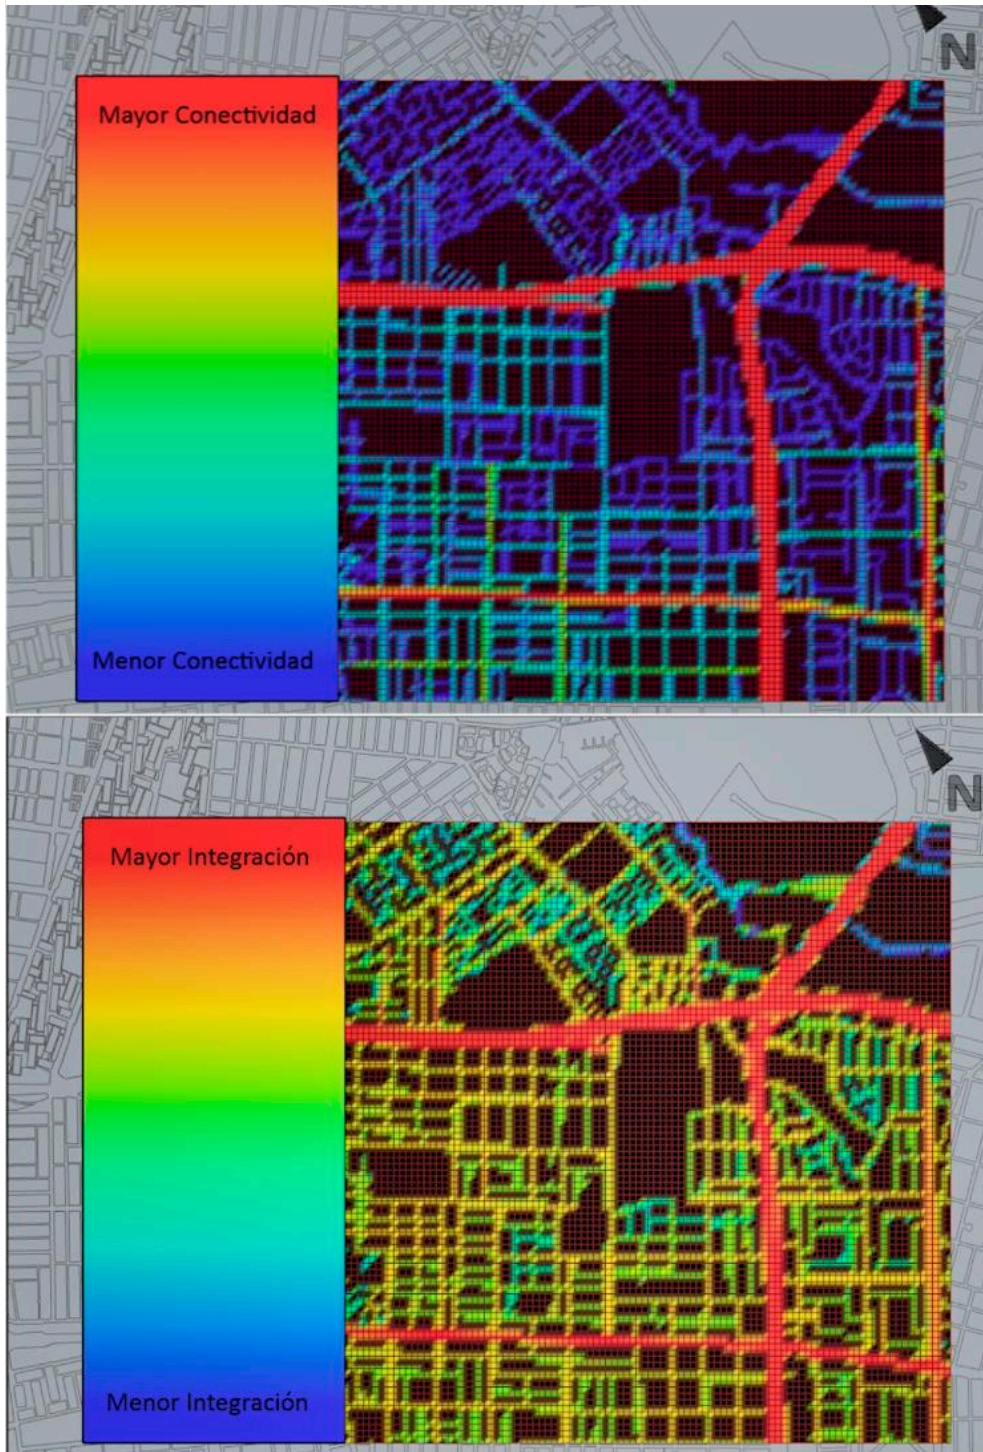 N
Mayor Conectividad
Menor Conectividad
N
Mayor Integración
Menor Integración